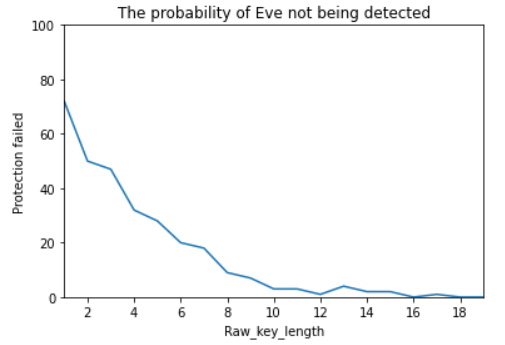 The probability of Eve not being detected
100
80
60
40
20
0
Protection failed
2 4 6 8 10 12 14 16 18
Raw_key_length